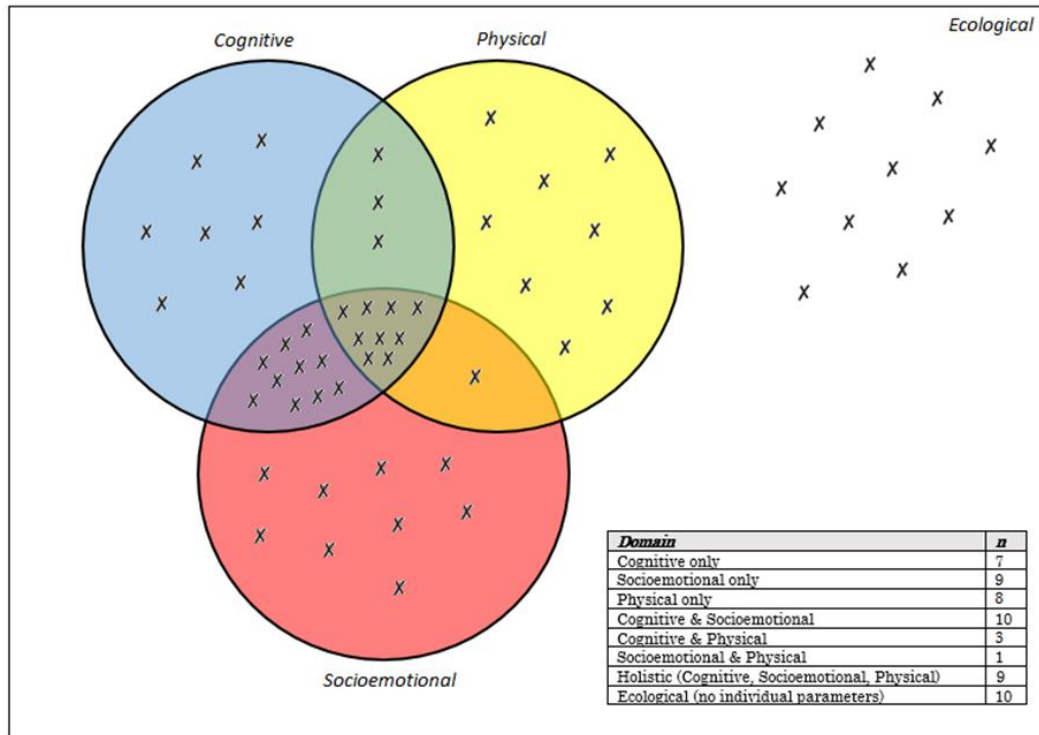 Ecological
Cognitive
Physical
Socioemotional
Domain n
Cognitive only 7
Socioemotional only 9
Physical only 8
Cognitive & Socioemotional 10
Cognitive & Physical 3
Socioemotional & Physical 1
Holistic (Cognitive, Socioemotional, Physical) 9
Ecological (no individual parameters) 10